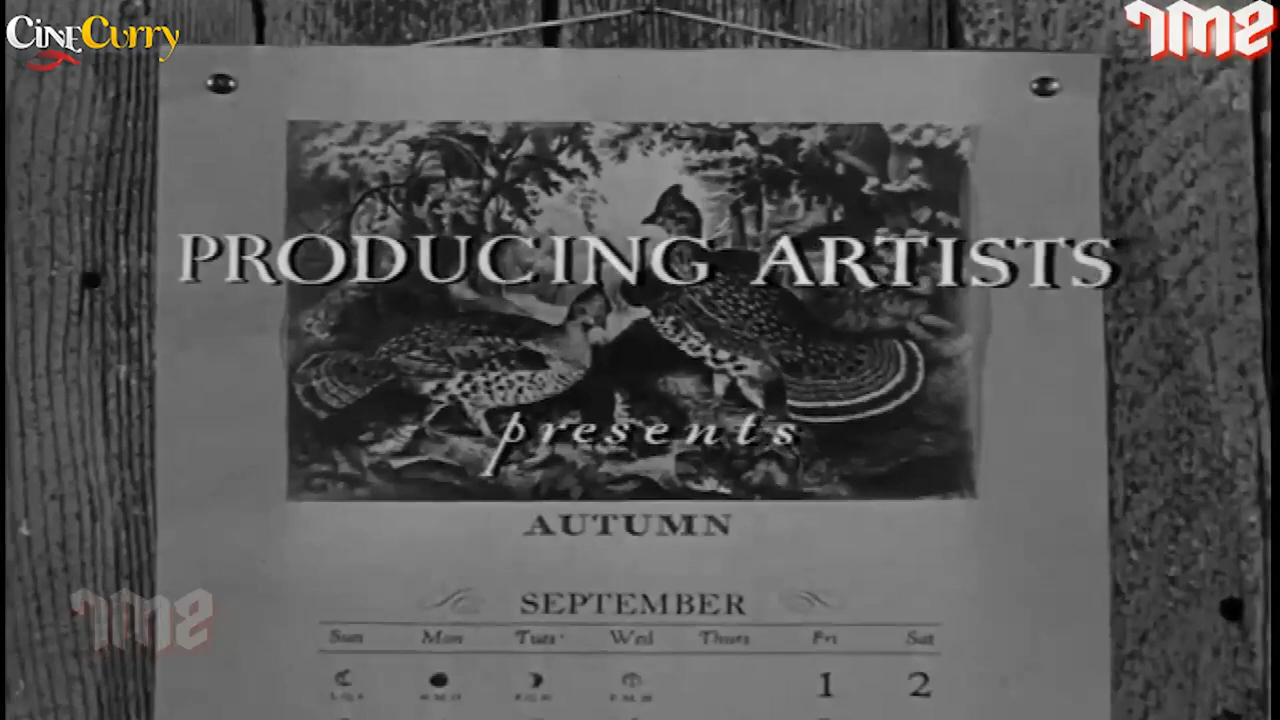 CINECURRY
PRODUCING ARTISTS
presents
AUTUMN
SEPTEMBER
Sun Mon Tues Wed Thurs Fri Sat
1 2